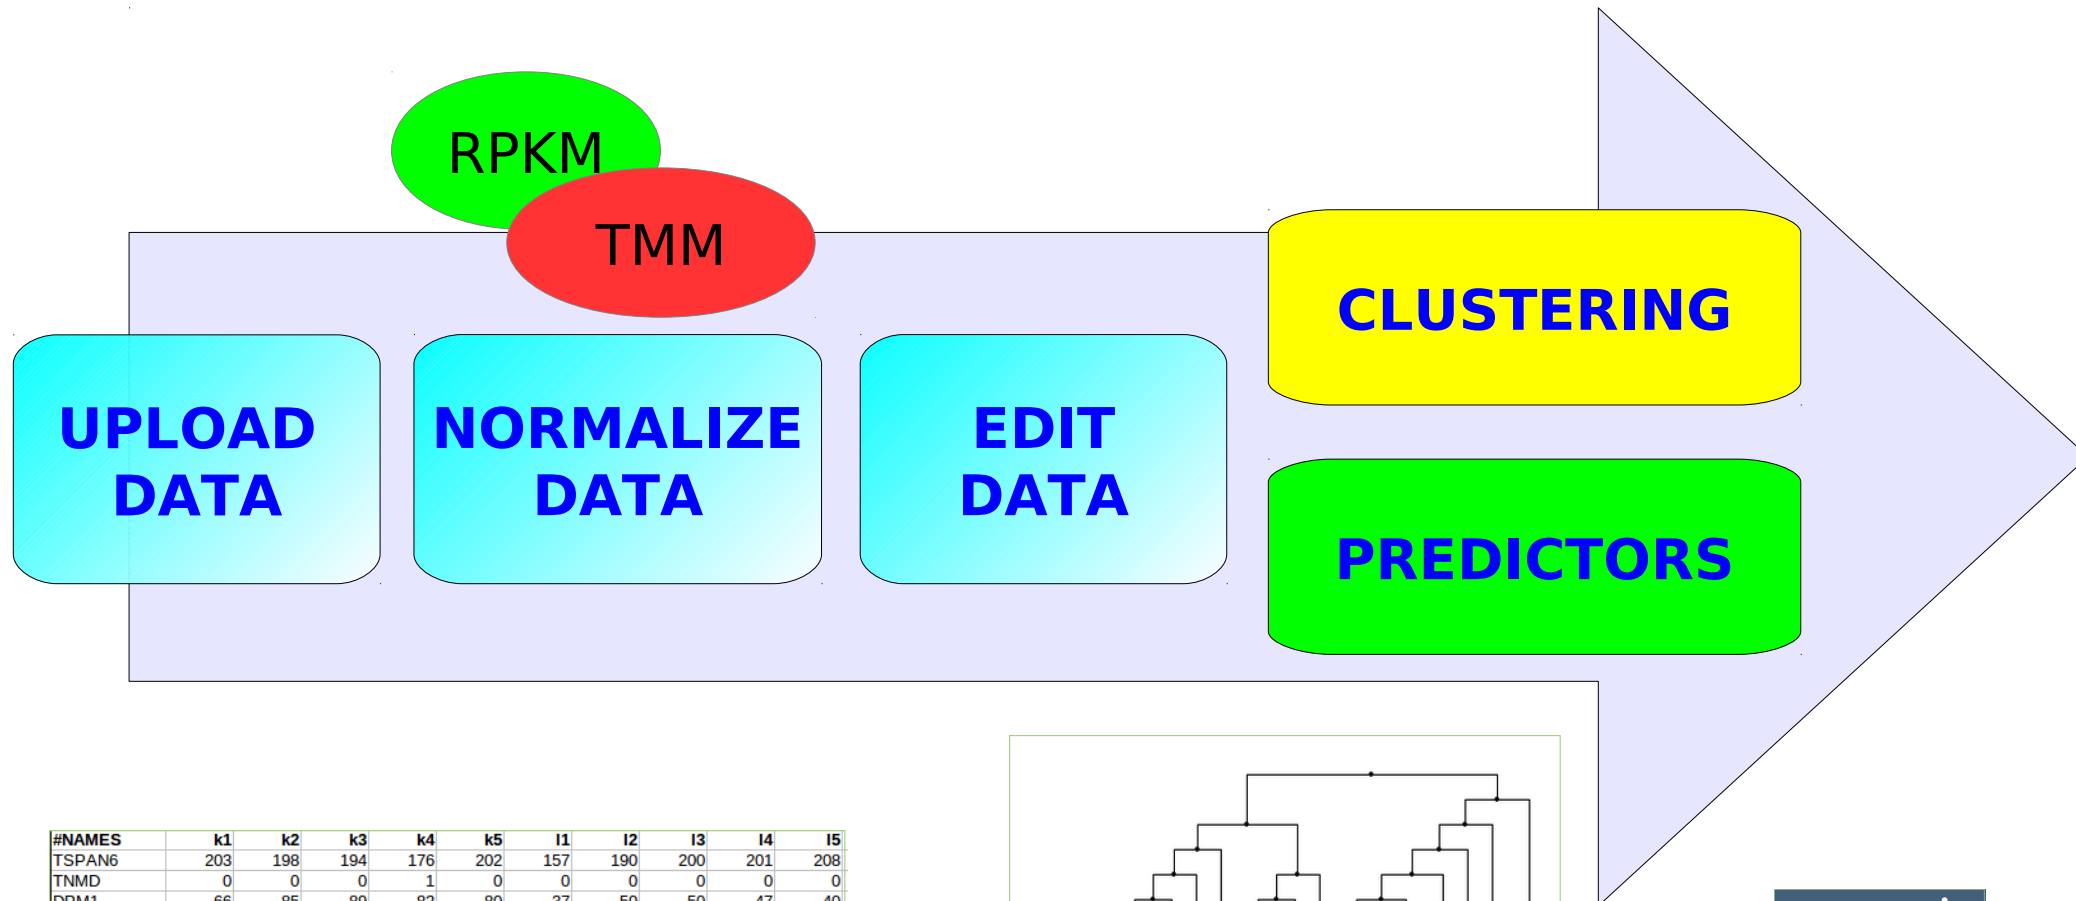 RPKM
TMM
UPLOAD
DATA
NORMALIZE
DATA
EDIT
DATA
CLUSTERING
PREDICTORS
#NAMES k1 k2 k3 k4 k5 l1 l2 l3 l4 l5
TSPAN6 203 198 194 176 202 157 190 200 201 208
TNMD 0 0 0 1 0 0 0 0 0 0